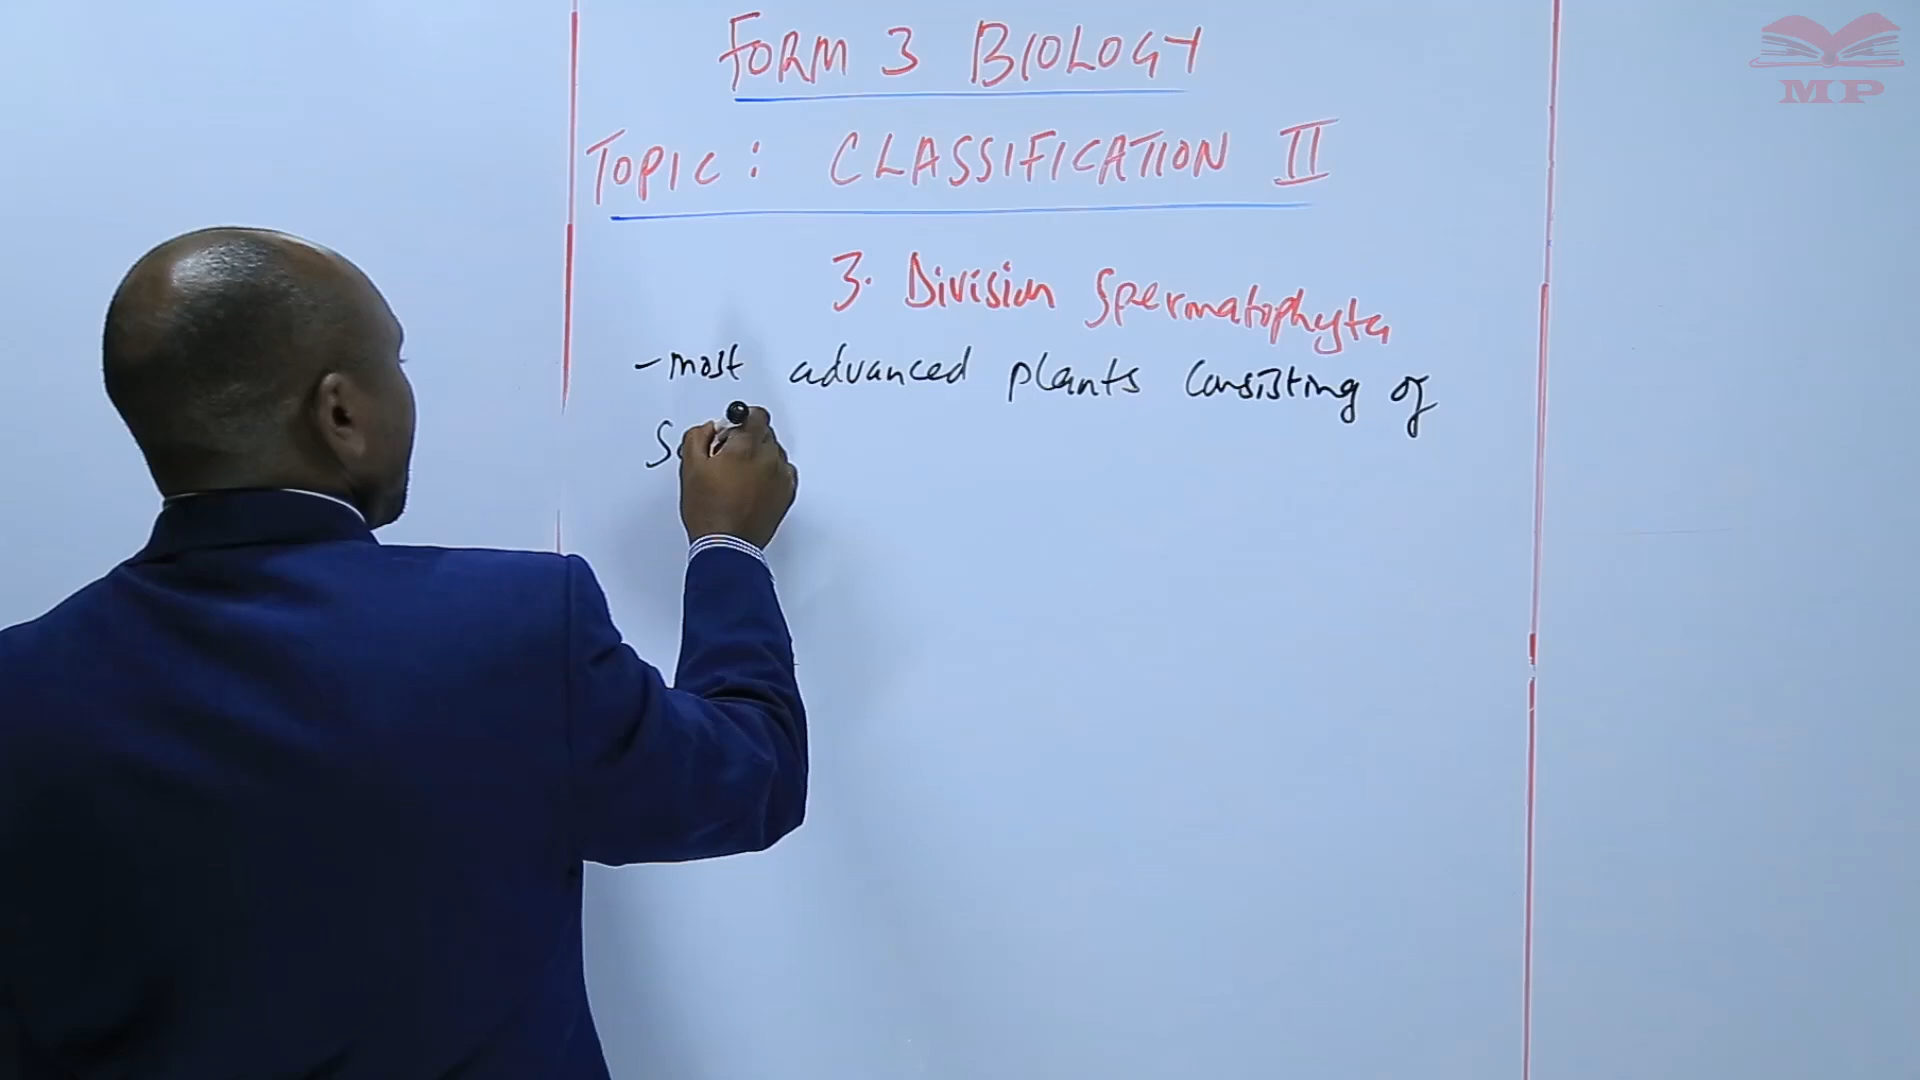 FORM 3 BIOLOGY
TOPIC: CLASSIFICATION II
3. Division Spermatophyta
- most advanced plants consisting of
MP